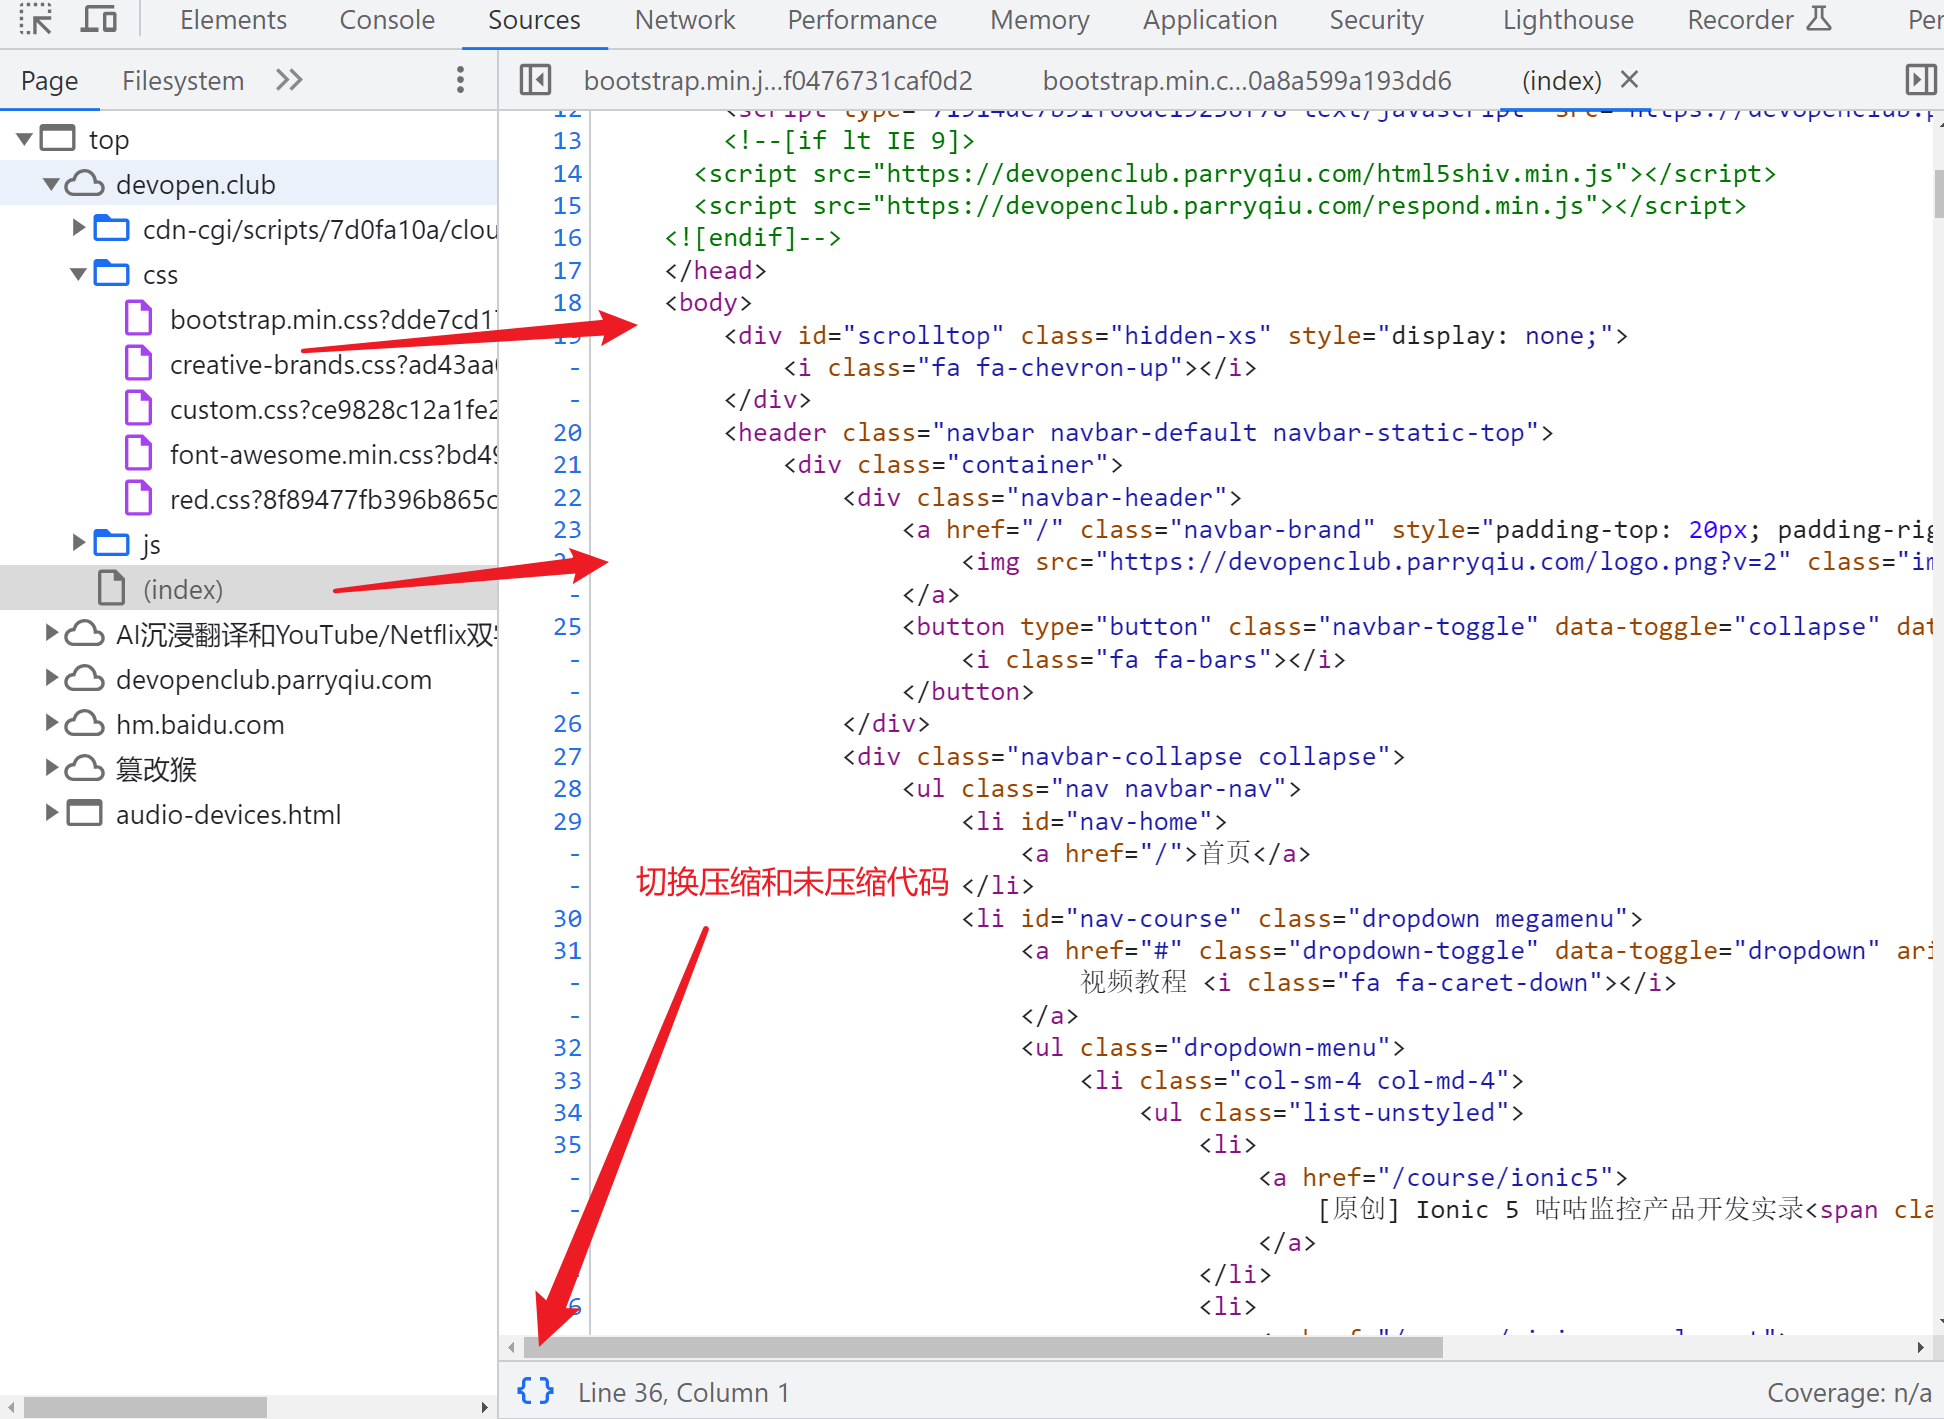 Elements Console Sources Network Performance Memory Application Security Lighthouse Recorder Per
Page Filesystem
bootstrap.min.j...f0476731caf0d2 bootstrap.min.c...0a8a599a193dd6 (index)
top
devopen.club
cdn-cgi/scripts/7d0fa10a/clou
css
bootstrap.min.css?dde7cd1
creative-brands.css?ad43aa
custom.css?ce9828c12a1fe2
font-awesome.min.css?bd49
red.css?8f89477fb396b865c
js
(index)
AI沉浸翻译和YouTube/Netflix双
devopenclub.parryqiu.com
hm.baidu.com
篡改猴
audio-devices.html
13 <!--[if lt IE 9]>
14 <script src="https://devopenclub.parryqiu.com/html5shiv.min.js"></script>
15 <script src="https://devopenclub.parryqiu.com/respond.min.js"></script>
16 <![endif]-->
17 </head>
18 <body>
19 <div id="scrolltop" class="hidden-xs" style="display: none;">
- <i class="fa fa-chevron-up"></i>
- </div>
20 <header class="navbar navbar-default navbar-static-top">
21 <div class="container">
22 <div class="navbar-header">
23 <a href="/" class="navbar-brand" style="padding-top: 20px; padding-rig
<img src="https://devopenclub.parryqiu.com/logo.png?v=2" class="im
- </a>
25 <button type="button" class="navbar-toggle" data-toggle="collapse" dat
- <i class="fa fa-bars"></i>
- </button>
26 </div>
27 <div class="navbar-collapse collapse">
28 <ul class="nav navbar-nav">
29 <li id="nav-home">
- <a href="/">首页</a>
- </li>
切换压缩和未压缩代码
30 <li id="nav-course" class="dropdown megamenu">
31 <a href="#" class="dropdown-toggle" data-toggle="dropdown" ari
- 视频教程 <i class="fa fa-caret-down"></i>
- </a>
32 <ul class="dropdown-menu">
33 <li class="col-sm-4 col-md-4">
34 <ul class="list-unstyled">
35 <li>
- <a href="/course/ionic5">
- [原创] Ionic 5 咕咕监控产品开发实录<span cla
</a>
- </li>
6 <li>
{} Line 36, Column 1
Coverage: n/a